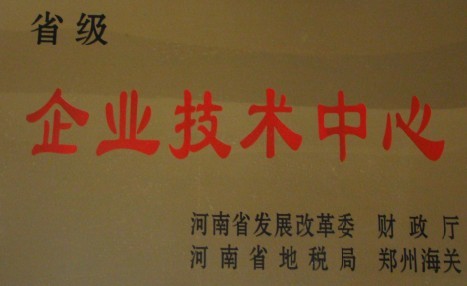 省级
企业技术中心
河南省发展改革委 财政厅
河南省地税局 郑州海关